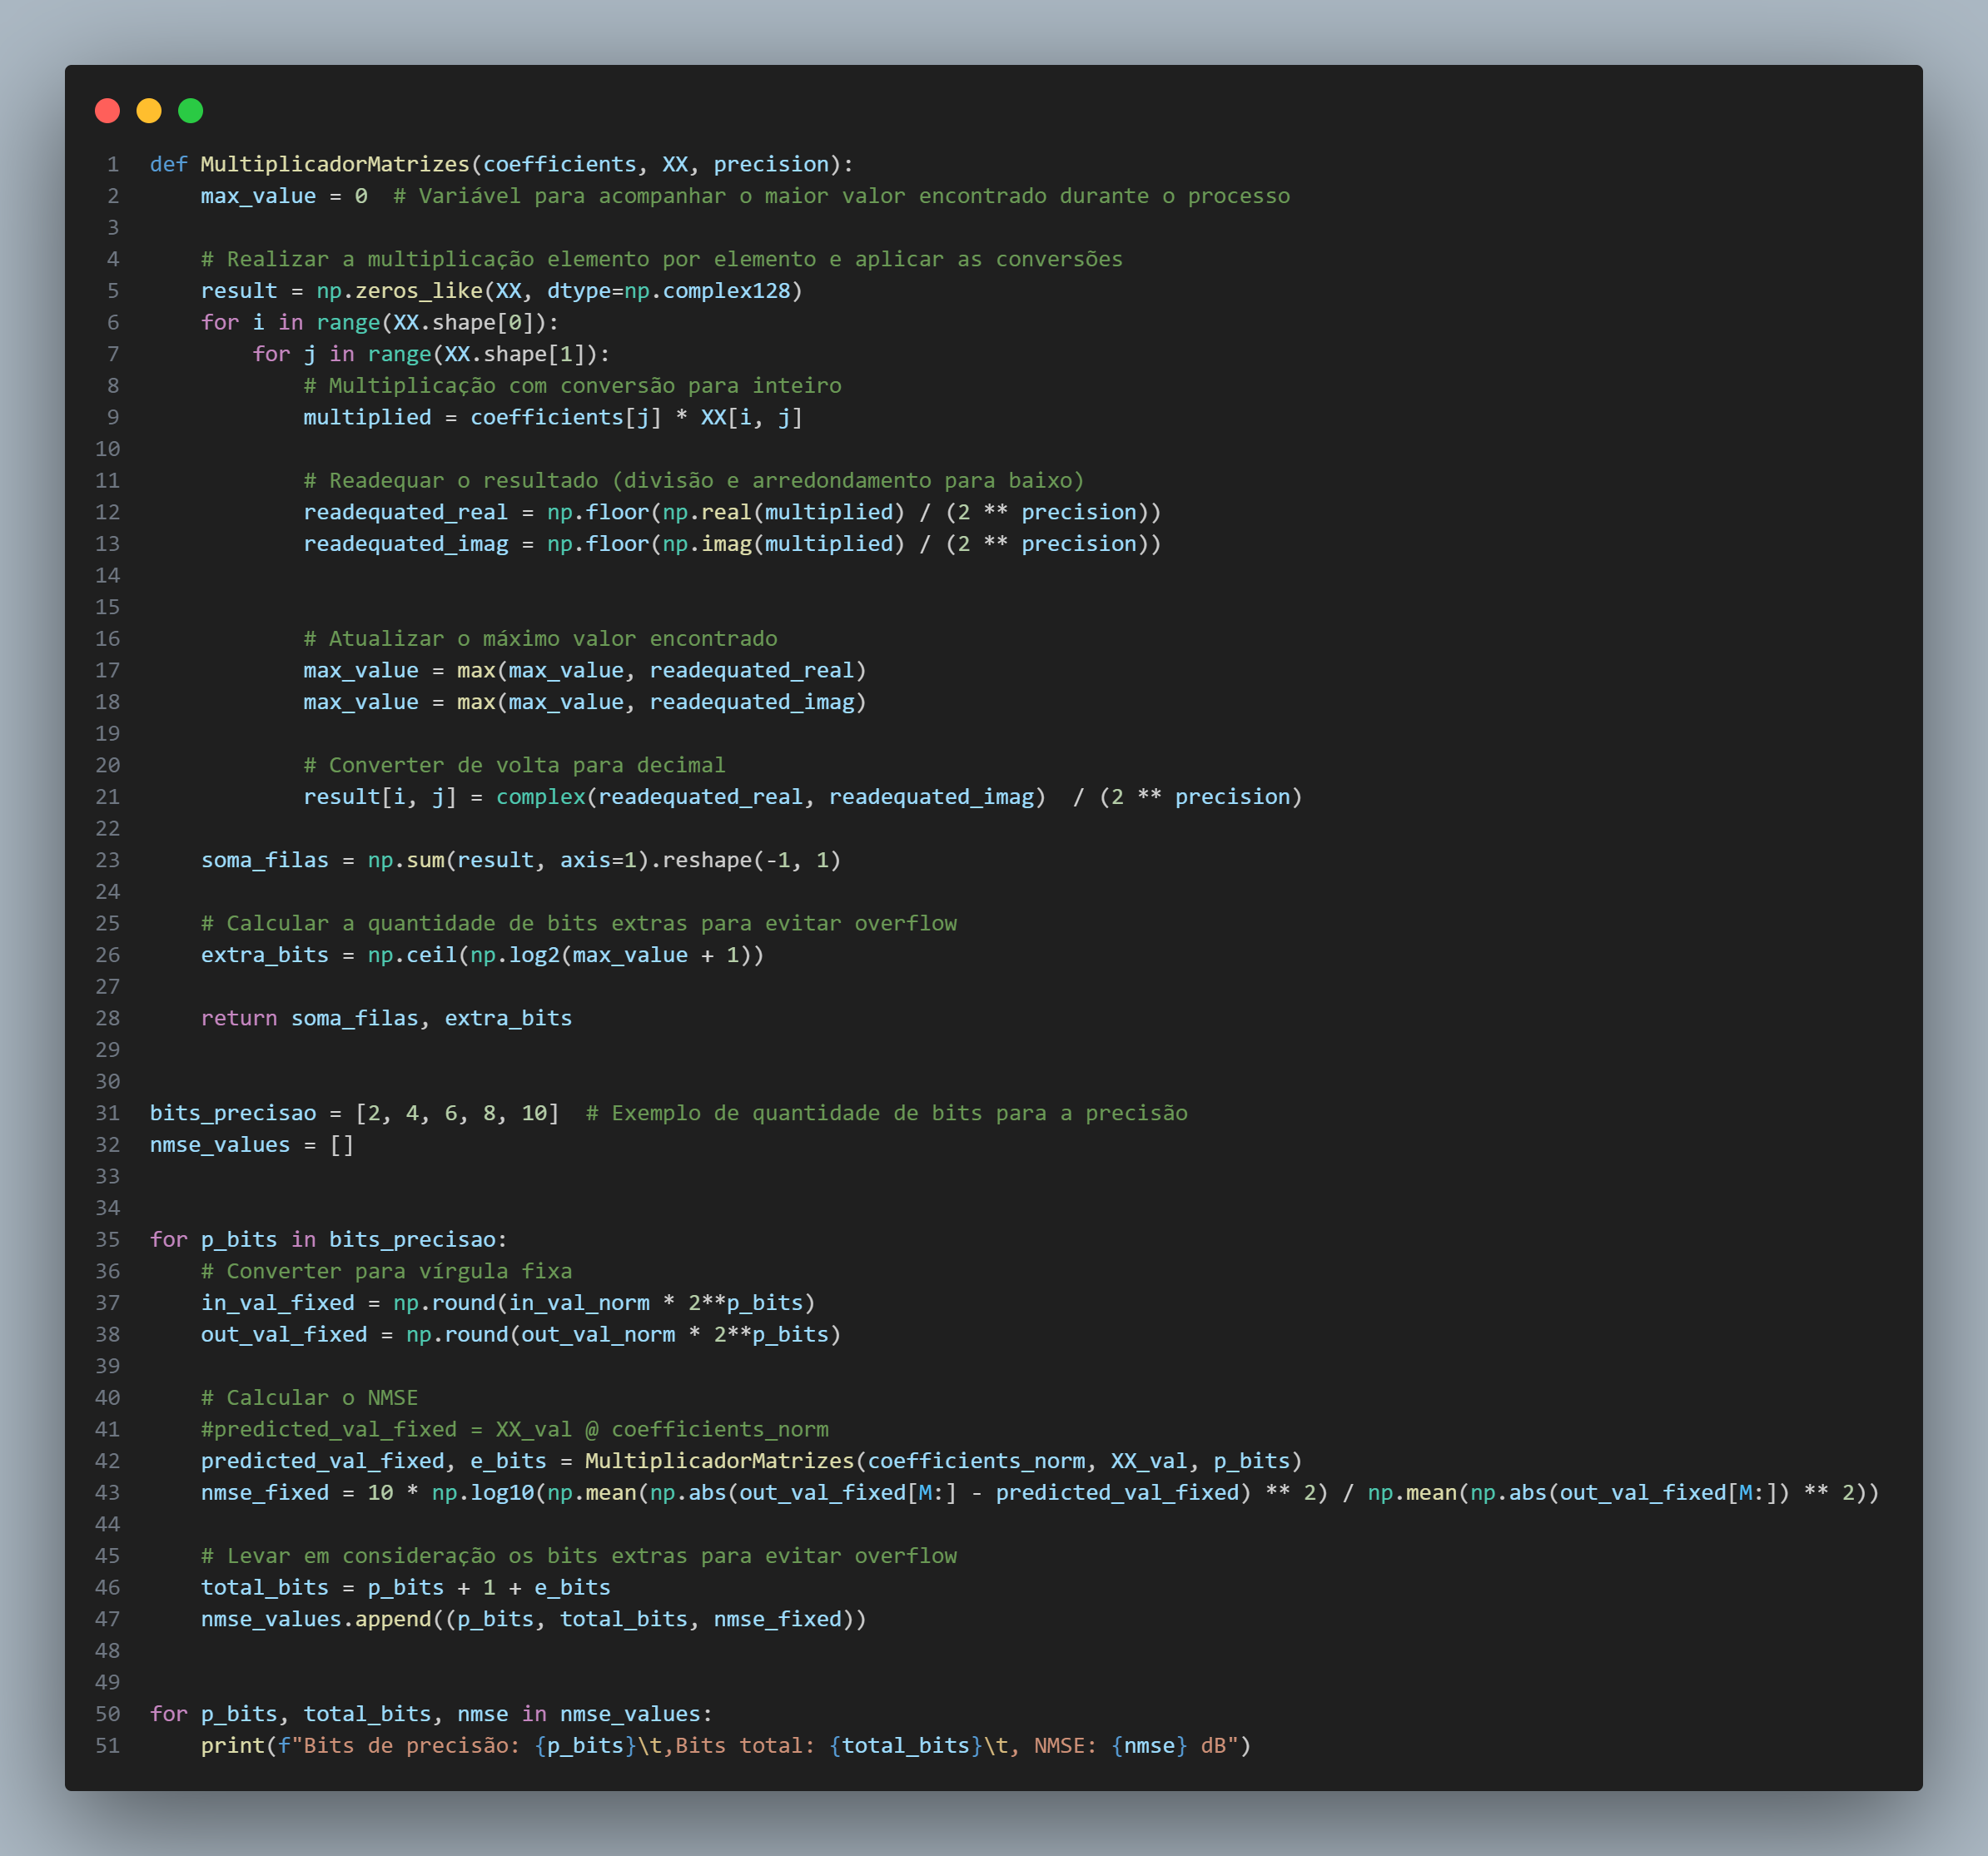 1 def MultiplicadorMatrizes(coefficients, XX, precision):
2     max_value = 0  # Variável para acompanhar o maior valor encontrado durante o processo
3
4     # Realizar a multiplicação elemento por elemento e aplicar as conversões
5     result = np.zeros_like(XX, dtype=np.complex128)
6     for i in range(XX.shape[0]):
7         for j in range(XX.shape[1]):
8             # Multiplicação com conversão para inteiro
9             multiplied = coefficients[j] * XX[i, j]
10
11             # Readequar o resultado (divisão e arredondamento para baixo)
12             readequated_real = np.floor(np.real(multiplied) / (2 ** precision))
13             readequated_imag = np.floor(np.imag(multiplied) / (2 ** precision))
14
15
16             # Atualizar o máximo valor encontrado
17             max_value = max(max_value, readequated_real)
18             max_value = max(max_value, readequated_imag)
19
20             # Converter de volta para decimal
21             result[i, j] = complex(readequated_real, readequated_imag)  / (2 ** precision)
22
23     soma_filas = np.sum(result, axis=1).reshape(-1, 1)
24
25     # Calcular a quantidade de bits extras para evitar overflow
26     extra_bits = np.ceil(np.log2(max_value + 1))
27
28     return soma_filas, extra_bits
29
30
31 bits_precisao = [2, 4, 6, 8, 10]  # Exemplo de quantidade de bits para a precisão
32 nmse_values = []
33
34
35 for p_bits in bits_precisao:
36     # Converter para vírgula fixa
37     in_val_fixed = np.round(in_val_norm * 2**p_bits)
38     out_val_fixed = np.round(out_val_norm * 2**p_bits)
39
40     # Calcular o NMSE
41     #predicted_val_fixed = XX_val @ coefficients_norm
42     predicted_val_fixed, e_bits = MultiplicadorMatrizes(coefficients_norm, XX_val, p_bits)
43     nmse_fixed = 10 * np.log10(np.mean(np.abs(out_val_fixed[M:] - predicted_val_fixed) ** 2) / np.mean(np.abs(out_val_fixed[M:]) ** 2))
44
45     # Levar em consideração os bits extras para evitar overflow
46     total_bits = p_bits + 1 + e_bits
47     nmse_values.append((p_bits, total_bits, nmse_fixed))
48
49
50 for p_bits, total_bits, nmse in nmse_values:
51     print(f"Bits de precisão: {p_bits}\t,Bits total: {total_bits}\t, NMSE: {nmse} dB")